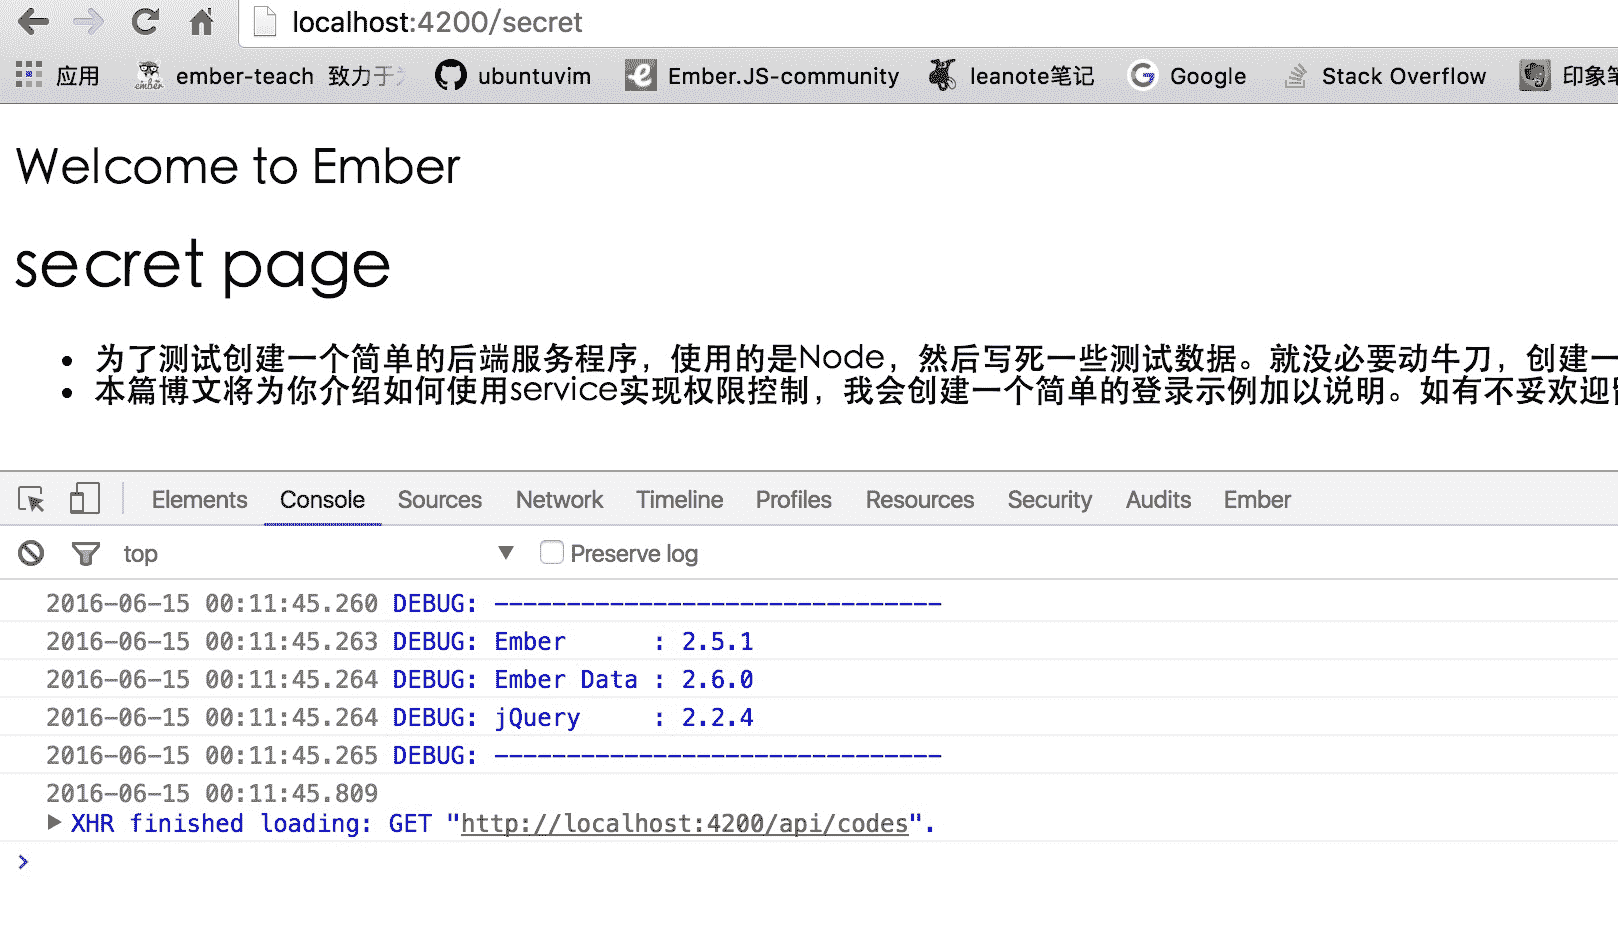 localhost:4200/secret
应用 ember-teach 致力于 ubuntuvim Ember.JS-community leanote笔记 Google Stack Overflow 印象
Welcome to Ember
secret page
• 为了测试创建一个简单的后端服务程序，使用的是Node，然后写死一些测试数据。就没必要动牛刀，创建一
• 本篇博文将为你介绍如何使用service实现权限控制，我会创建一个简单的登录示例加以说明。如有不妥欢迎
Elements Console Sources Network Timeline Profiles Resources Security Audits Ember
top ▼ Preserve log
2016-06-15 00:11:45.260 DEBUG: -------------------------------
2016-06-15 00:11:45.263 DEBUG: Ember      : 2.5.1
2016-06-15 00:11:45.264 DEBUG: Ember Data : 2.6.0
2016-06-15 00:11:45.264 DEBUG: jQuery     : 2.2.4
2016-06-15 00:11:45.265 DEBUG: -------------------------------
2016-06-15 00:11:45.809
▶ XHR finished loading: GET "http://localhost:4200/api/codes".
>